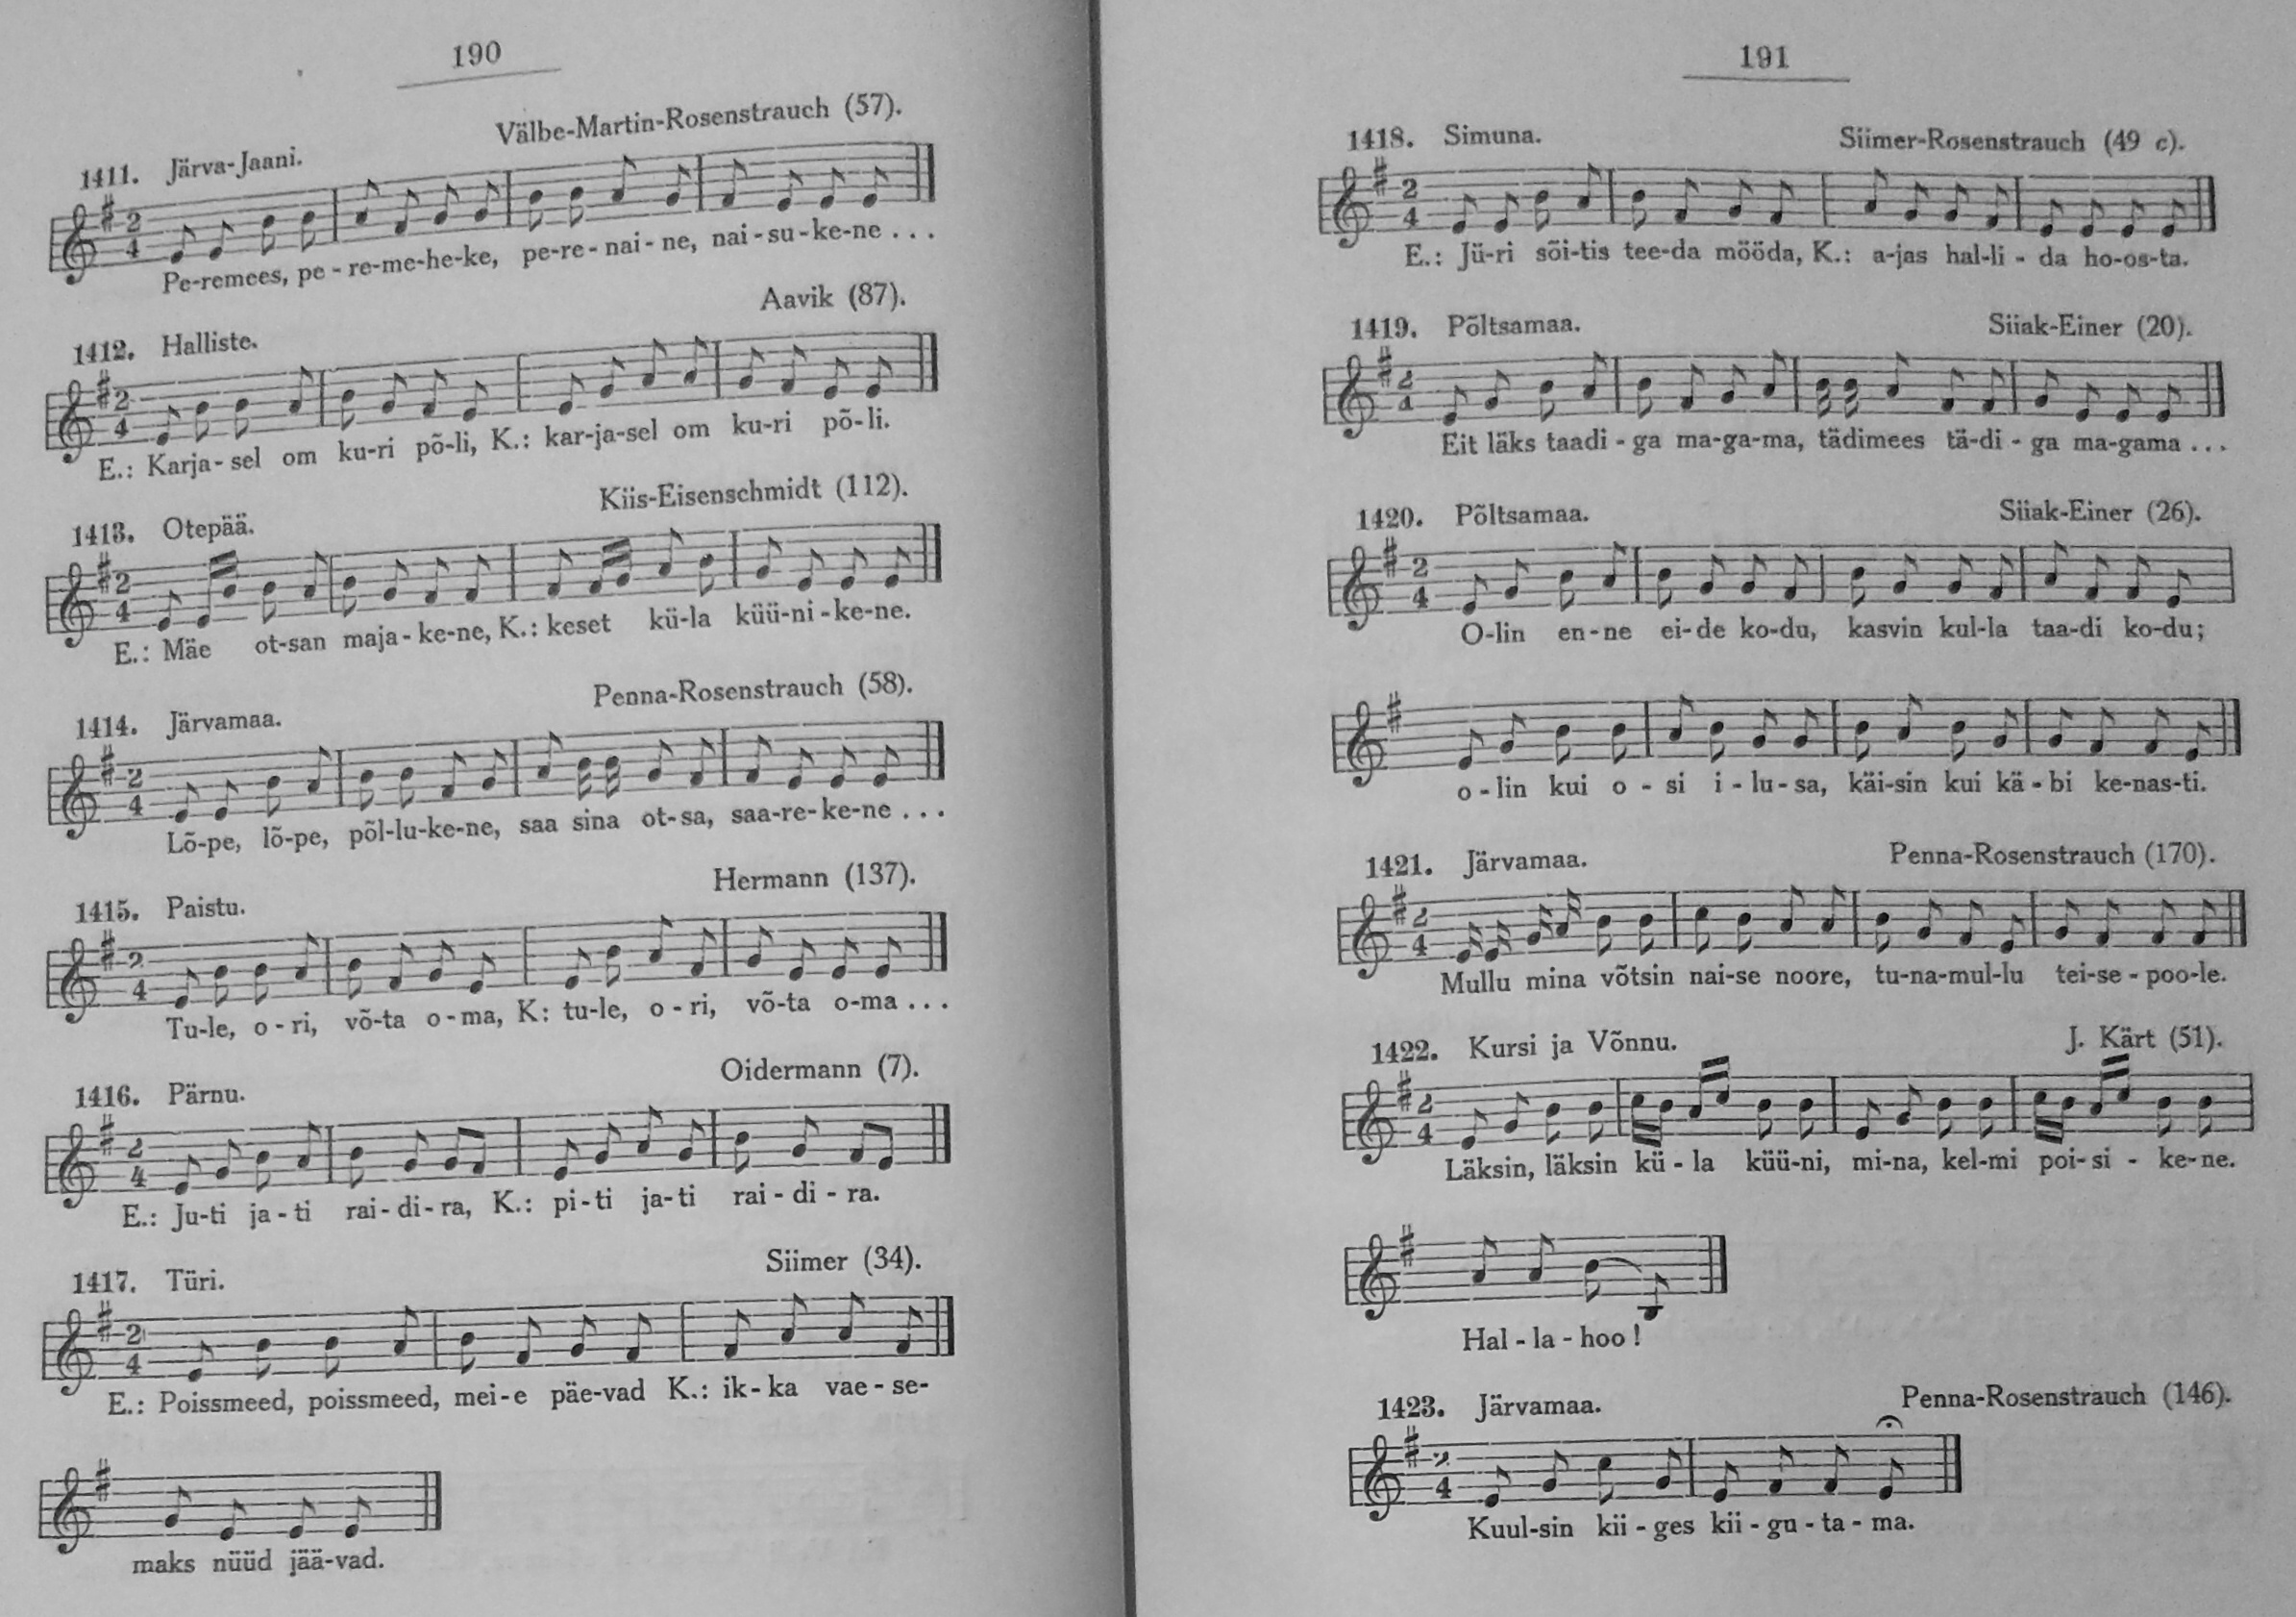 190
Välbe-Martin-Rosenstrauch (57).
1411. Järva-Jaani.
2
4
Pe-remees, pe - re-me-he-ke, pe-re - nai - ne, nai - su - ke-ne . . .
Aavik (87).
1412. Halliste.
2
4
E.: Karja - sel om ku-ri põ-li, K.: kar-ja-sel om ku-ri põ-li.
Kiis-Eisenschmidt (112).
1413. Otepää.
2
4
E.: Mäe ot-san maja - ke-ne, K.: keset kü-la küü-ni - ke-ne.
Penna-Rosenstrauch (58).
1414. Järvamaa.
2
4
Lõ-pe, lõ-pe, põl-lu-ke-ne, saa sina ot-sa, saa-re-ke-ne . . .
Hermann (137).
1415. Paistu.
2
4
Tu-le, o - ri, võ-ta o - ma, K: tu-le, o - ri, võ-ta o-ma . . .
Oidermann (7).
1416. Pärnu.
2
4
E.: Ju-ti ja - ti rai - di - ra, K.: pi - ti ja-ti rai - di - ra.
Siimer (34).
1417. Türi.
2
4
E.: Poissmeed, poissmeed, mei-e päe-vad K.: ik - ka vae - se-
maks nüüd jää-vad.
191
1418. Simuna. Siimer-Rosenstrauch (49 c).
2
4
E.: Jü-ri sõi-tis tee-da mööda, K.: a-jas hal-li - da ho-os-ta.
1419. Põltsamaa. Siiak-Einer (20).
2
4
Eit läks taadi - ga ma-ga-ma, tädimees tä-di - ga ma-gama . . .
1420. Põltsamaa. Siiak-Einer (26).
2
4
O-lin en - ne ei- de ko-du, kasvin kul-la taa-di ko-du;
o - lin kui o - si i - lu - sa, käi-sin kui kä - bi ke-nas-ti.
1421. Järvamaa. Penna-Rosenstrauch (170).
2
4
Mullu mina võtsin nai-se noore, tu-na-mul-lu tei-se - poo-le.
1422. Kursi ja Võnnu. J. Kärt (51).
2
4
Läksin, läksin kü - la küü-ni, mi-na, kel-mi poi- si - ke-ne.
Hal - la - hoo !
1423. Järvamaa. Penna-Rosenstrauch (146).
2
4
Kuul-sin kii - ges kii - gu - ta - ma.